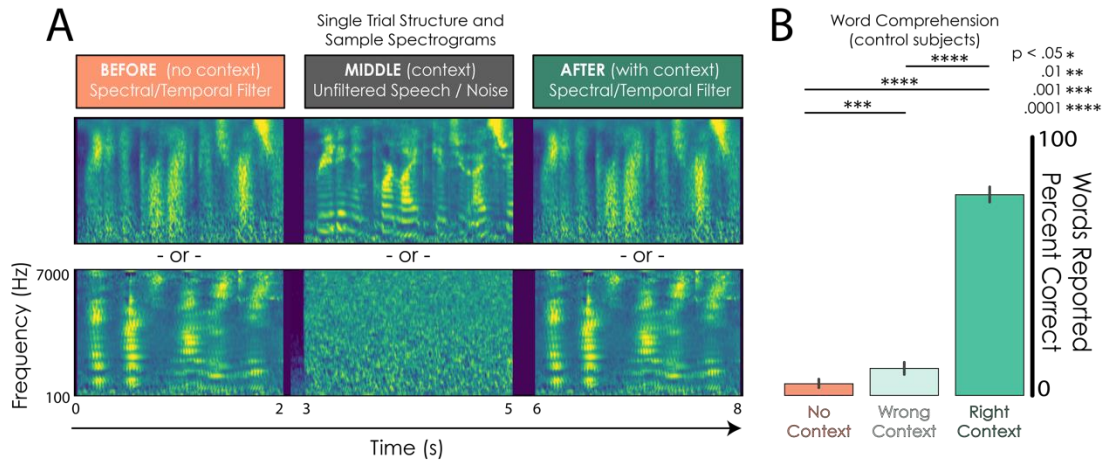 A
Single Trial Structure and
Sample Spectrograms
BEFORE (no context)
Spectral/Temporal Filter
MIDDLE (context)
Unfiltered Speech / Noise
AFTER (with context)
Spectral/Temporal Filter
- or -
- or -
- or -
7000
Frequency (Hz)
100
0
2
3
5
6
8
Time (s)
B
Word Comprehension
(control subjects)
p < .05 *
.01 **
.001 ***
.0001 ****
****
****
***
100
Words Reported
Percent Correct
0
No
Context
Wrong
Context
Right
Context